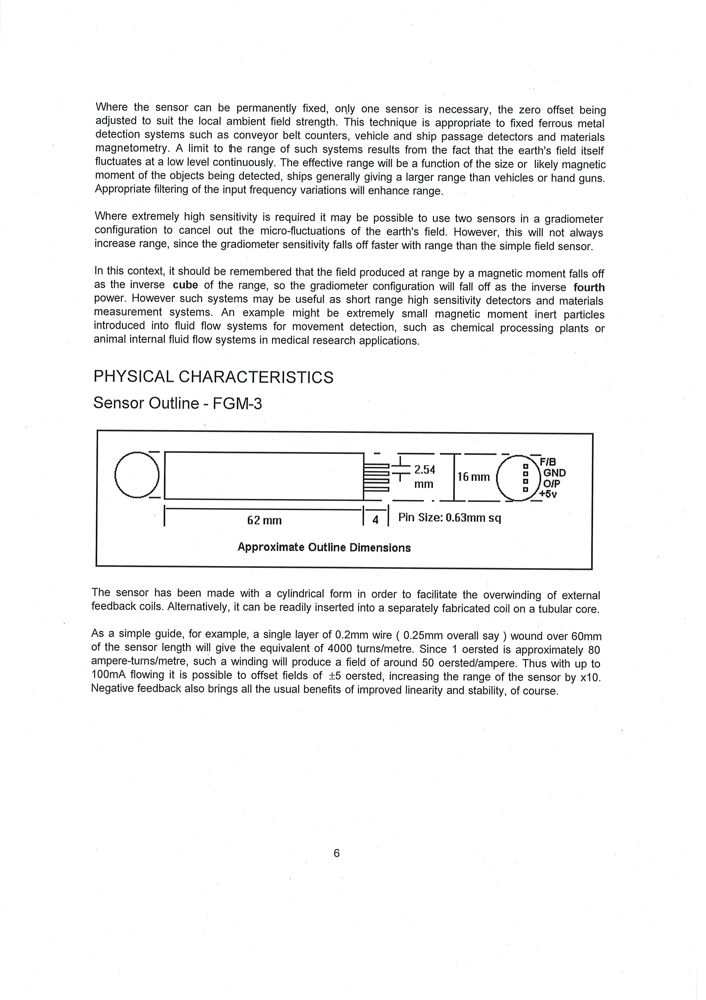 Where the sensor can be permanently fixed, only one sensor is necessary, the zero offset being
adjusted to suit the local ambient field strength. This technique is appropriate to fixed ferrous metal
detection systems such as conveyor belt counters, vehicle and ship passage detectors and materials
magnetometry. A limit to the range of such systems results from the fact that the earth's field itself
fluctuates at a low level continuously. The effective range will be a function of the size or likely magnetic
moment of the objects being detected, ships generally giving a larger range than vehicles or hand guns.
Appropriate filtering of the input frequency variations will enhance range.
Where extremely high sensitivity is required it may be possible to use two sensors in a gradiometer
configuration to cancel out the micro-fluctuations of the earth's field. However, this will not always
increase range, since the gradiometer sensitivity falls off faster with range than the simple field sensor.
In this context, it should be remembered that the field produced at range by a magnetic moment falls off
as the inverse cube of the range, so the gradiometer configuration will fall off as the inverse fourth
power. However such systems may be useful as short range high sensitivity detectors and materials
measurement systems. An example might be extremely small magnetic moment inert particles
introduced into fluid flow systems for movement detection, such as chemical processing plants or
animal internal fluid flow systems in medical research applications.
PHYSICAL CHARACTERISTICS
Sensor Outline - FGM-3
2.54
mm
16 mm
F/B
GND
O/P
+5v
62 mm
4
Pin Size: 0.63mm sq
Approximate Outline Dimensions
The sensor has been made with a cylindrical form in order to facilitate the overwinding of external
feedback coils. Alternatively, it can be readily inserted into a separately fabricated coil on a tubular core.
As a simple guide, for example, a single layer of 0.2mm wire ( 0.25mm overall say ) wound over 60mm
of the sensor length will give the equivalent of 4000 turns/metre. Since 1 oersted is approximately 80
ampere-turns/metre, such a winding will produce a field of around 50 oersted/ampere. Thus with up to
100mA flowing it is possible to offset fields of ±5 oersted, increasing the range of the sensor by x10.
Negative feedback also brings all the usual benefits of improved linearity and stability, of course.
6